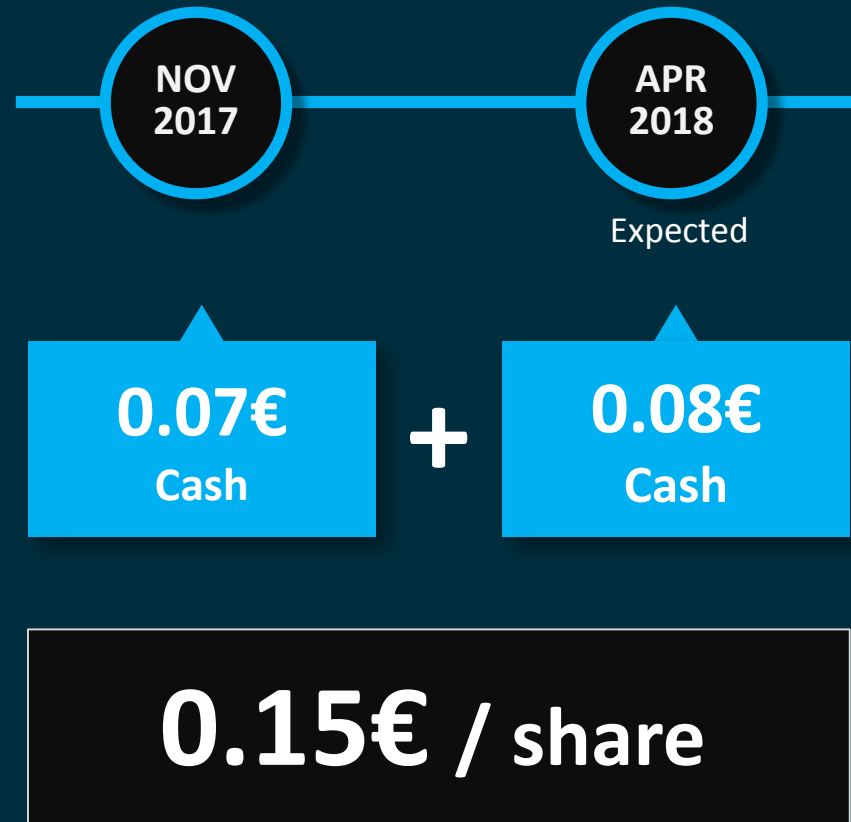 NOV
2017
APR
2018
Expected
0.07€
Cash
+
0.08€
Cash
0.15€ / share